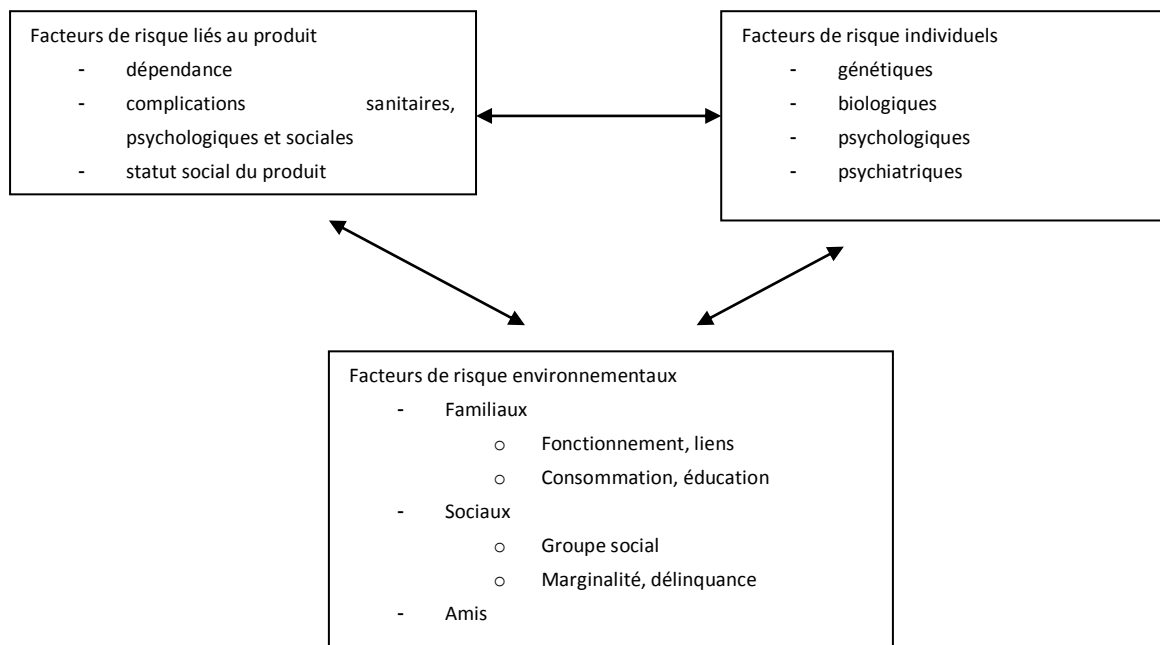 Facteurs de risque liés au produit
- dépendance
- complications sanitaires,
psychologiques et sociales
- statut social du produit
Facteurs de risque individuels
- génétiques
- biologiques
- psychologiques
- psychiatriques
Facteurs de risque environnementaux
- Familiaux
o Fonctionnement, liens
o Consommation, éducation
- Sociaux
o Groupe social
o Marginalité, délinquance
- Amis